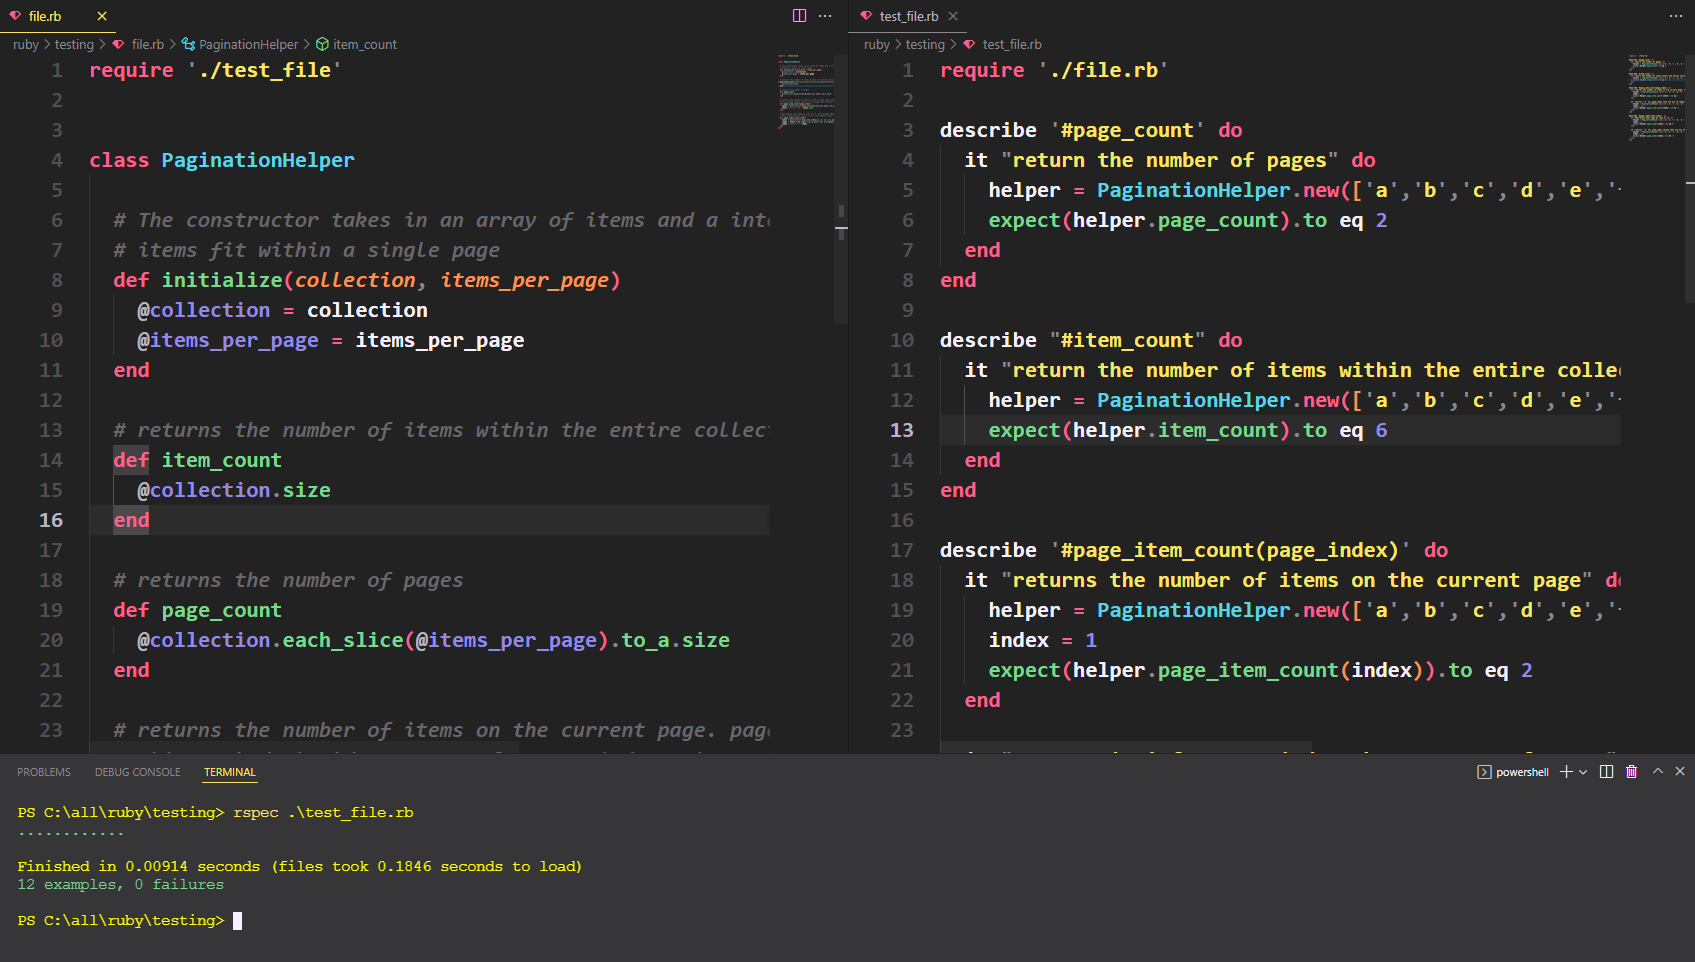 file.rb
ruby > testing > file.rb > PaginationHelper > item_count
1 require './test_file'
2
3
4 class PaginationHelper
5
6 # The constructor takes in an array of items and a
7 # items fit within a single page
8 def initialize(collection, items_per_page)
9 @collection = collection
10 @items_per_page = items_per_page
11 end
12
13 # returns the number of items within the entire
14 def item_count
15 @collection.size
16 end
17
18 # returns the number of pages
19 def page_count
20 @collection.each_slice(@items_per_page).to_a.size
21 end
22
23 # returns the number of items on the current page.
test_file.rb
ruby > testing > test_file.rb
1 require './file.rb'
2
3 describe '#page_count' do
4 it "return the number of pages" do
5 helper = PaginationHelper.new(['a','b','c','d','e','
6 expect(helper.page_count).to eq 2
7 end
8 end
9
10 describe "#item_count" do
11 it "return the number of items within the entire
12 helper = PaginationHelper.new(['a','b','c','d','e','
13 expect(helper.item_count).to eq 6
14 end
15 end
16
17 describe '#page_item_count(page_index)' do
18 it "returns the number of items on the current page"
19 helper = PaginationHelper.new(['a','b','c','d','e','
20 index = 1
21 expect(helper.page_item_count(index)).to eq 2
22 end
23
PROBLEMS DEBUG CONSOLE TERMINAL
powershell
PS C:\all\ruby\testing> rspec .\test_file.rb
............
Finished in 0.00914 seconds (files took 0.1846 seconds to load)
12 examples, 0 failures
PS C:\all\ruby\testing>